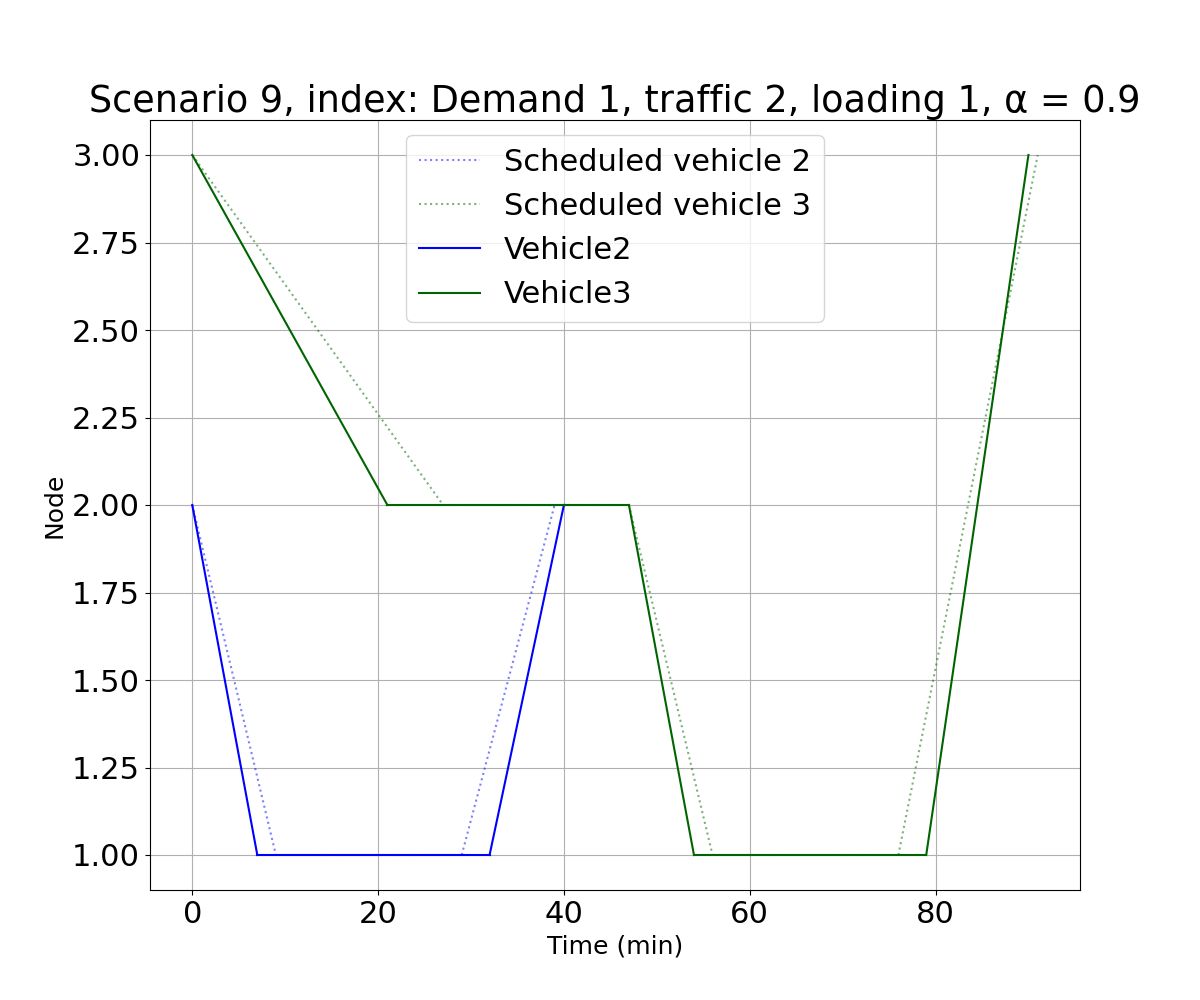 Scenario 9, index: Demand 1, traffic 2, loading 1, α = 0.9
3.00
2.75
2.50
2.25
2.00
1.75
1.50
1.25
1.00
Node
Scheduled vehicle 2
Scheduled vehicle 3
Vehicle2
Vehicle3
0 20 40 60 80
Time (min)